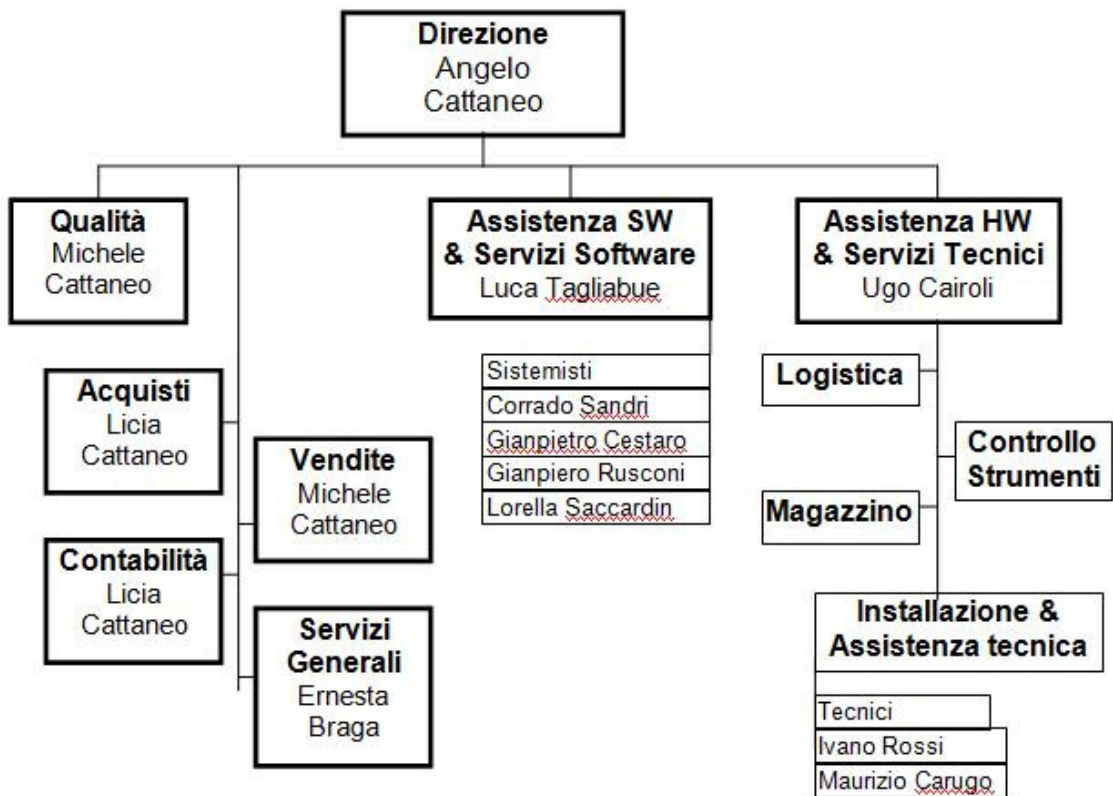 Direzione
Angelo
Cattaneo
Qualità
Michele
Cattaneo
Assistenza SW
& Servizi Software
Luca Tagliabue
Assistenza HW
& Servizi Tecnici
Ugo Cairoli
Acquisti
Licia
Cattaneo
Vendite
Michele
Cattaneo
Contabilità
Licia
Cattaneo
Servizi
Generali
Ernesta
Braga
Sistemisti
Corrado Sandri
Gianpietro Cestaro
Gianpiero Rusconi
Lorella Saccardin
Logistica
Controllo
Strumenti
Magazzino
Installazione &
Assistenza tecnica
Tecnici
Ivano Rossi
Maurizio Carugo